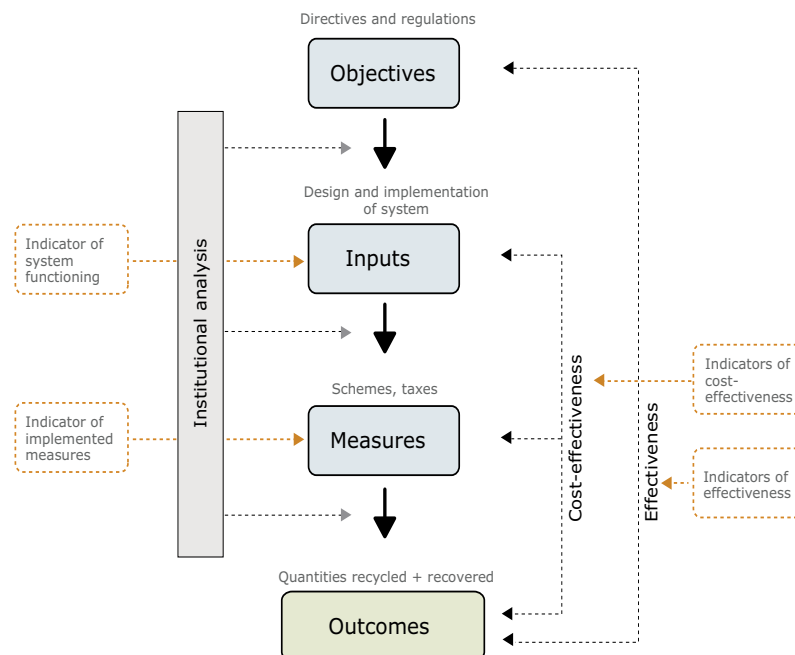 Directives and regulations
Objectives
Design and implementation
of system
Indicator of
system
functioning
Inputs
Institutional analysis
Schemes, taxes
Indicator of
implemented
measures
Measures
Cost-effectiveness
Effectiveness
Indicators of
cost-
effectiveness
Indicators of
effectiveness
Quantities recycled + recovered
Outcomes